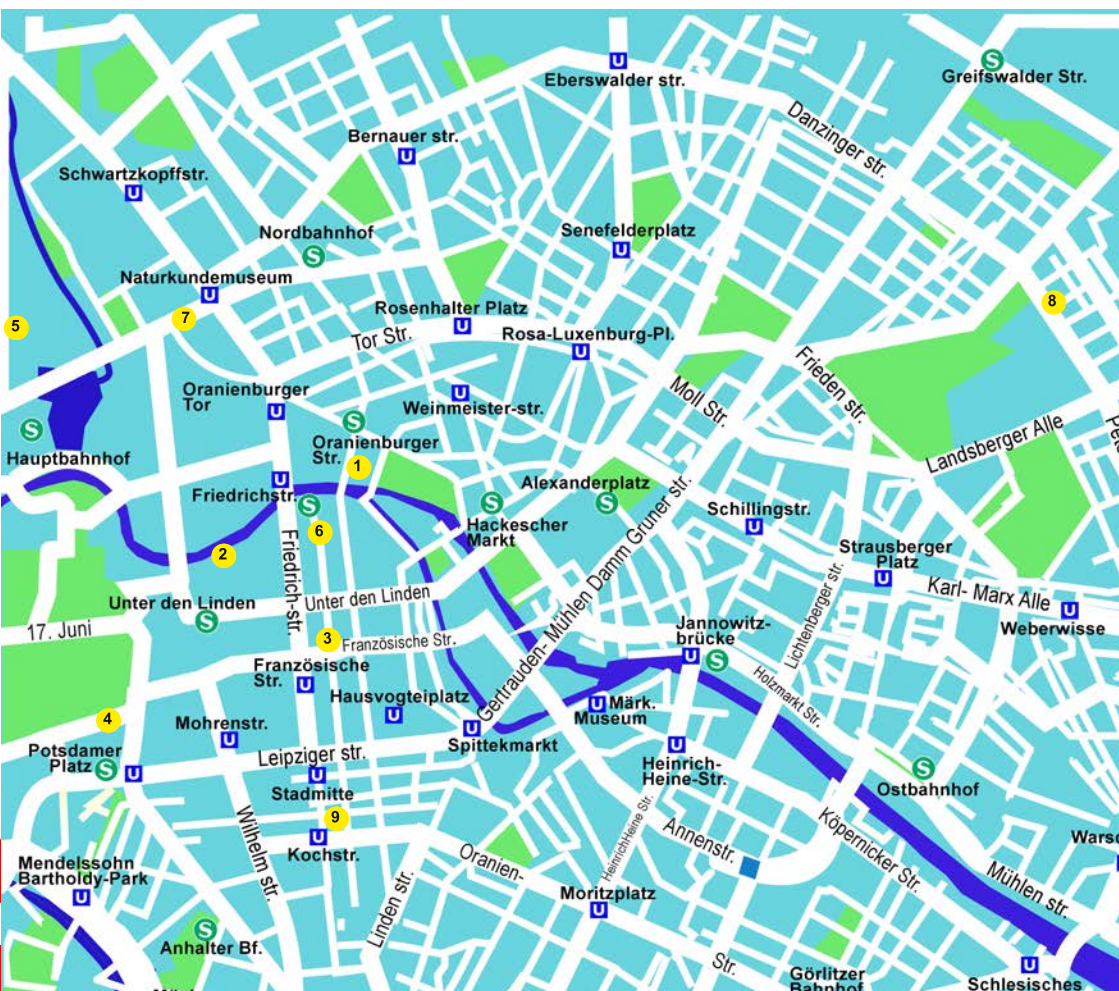 Eberswalder str.
S
Greifswalder Str.
U
Danzinger str.
Bernauer str.
U
Schwartzkopffstr.
U
Nordbahnhof
S
Senefelderplatz
U
Naturkundemuseum
U
7
5
8
Rosenhalter Platz
U
Tor Str.
Rosa-Luxenburg-Pl.
U
Frieden str.
Moll Str.
Oranienburger
Tor
U
U
Weinmeister-str.
S
Oranienburger
Str.
1
S
Hauptbahnhof
Landsberger Alle
U
Friedrichstr.
S
6
2
Alexanderplatz
S
S
Hackescher
Markt
Schillingstr.
U
Strausberger
Platz
U
Karl- Marx Alle
U
Weberwisse
Friedrich-str.
Unter den Linden
Unter den Linden
S
17. Juni
3
Französische Str.
Französische
Str.
U
Gertrauden- Mühlen Damm Gruner str.
Lichtenberger str.
Jannowitz-
brücke
U
S
Holzmarkt Str.
Hausvogteiplatz
U
U
Märk.
Museum
4
Mohrenstr.
U
U
Spittekmarkt
Potsdamer
Platz
S
U
Leipziger str.
U
Stadmitte
U
Heinrich-
Heine-Str.
S
Ostbahnhof
9
U
Kochstr.
Wilhelm str.
HeinrichHeine Str.
Annenstr.
Köpernicker Str.
Mühlen str.
Mendelssohn
Bartholdy-Park
U
Oranien-
Moritzplatz
U
Linden str.
S
Anhalter Bf.
Str.
Görlitzer
Bahnhof
U
Schlesisches